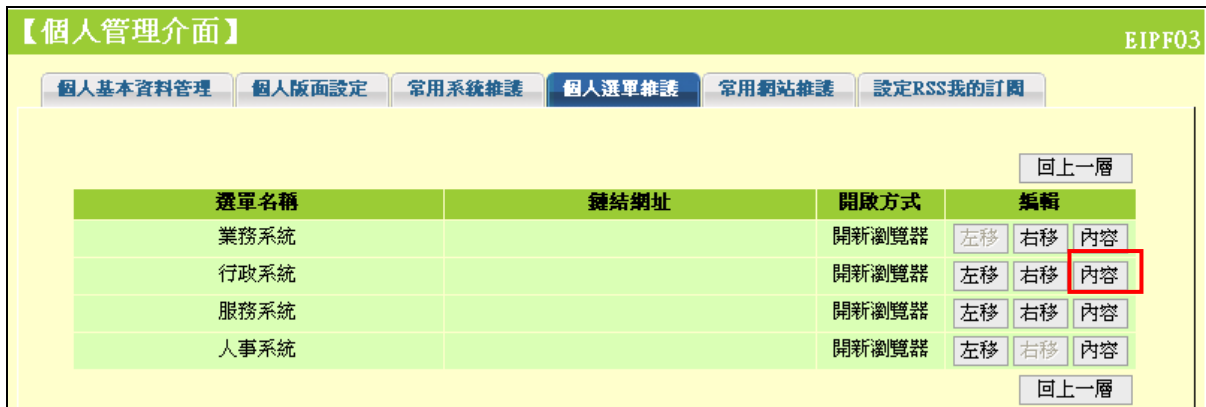 【個人管理介面】 EIPF03
個人基本資料管理 個人版面設定 常用系統維護 個人選單維護 常用網站維護 設定RSS我的訂閱
回上一層
選單名稱 鏈結網址 開啟方式 編輯
業務系統 開新瀏覽器 左移 右移 內容
行政系統 開新瀏覽器 左移 右移 內容
服務系統 開新瀏覽器 左移 右移 內容
人事系統 開新瀏覽器 左移 右移 內容
回上一層